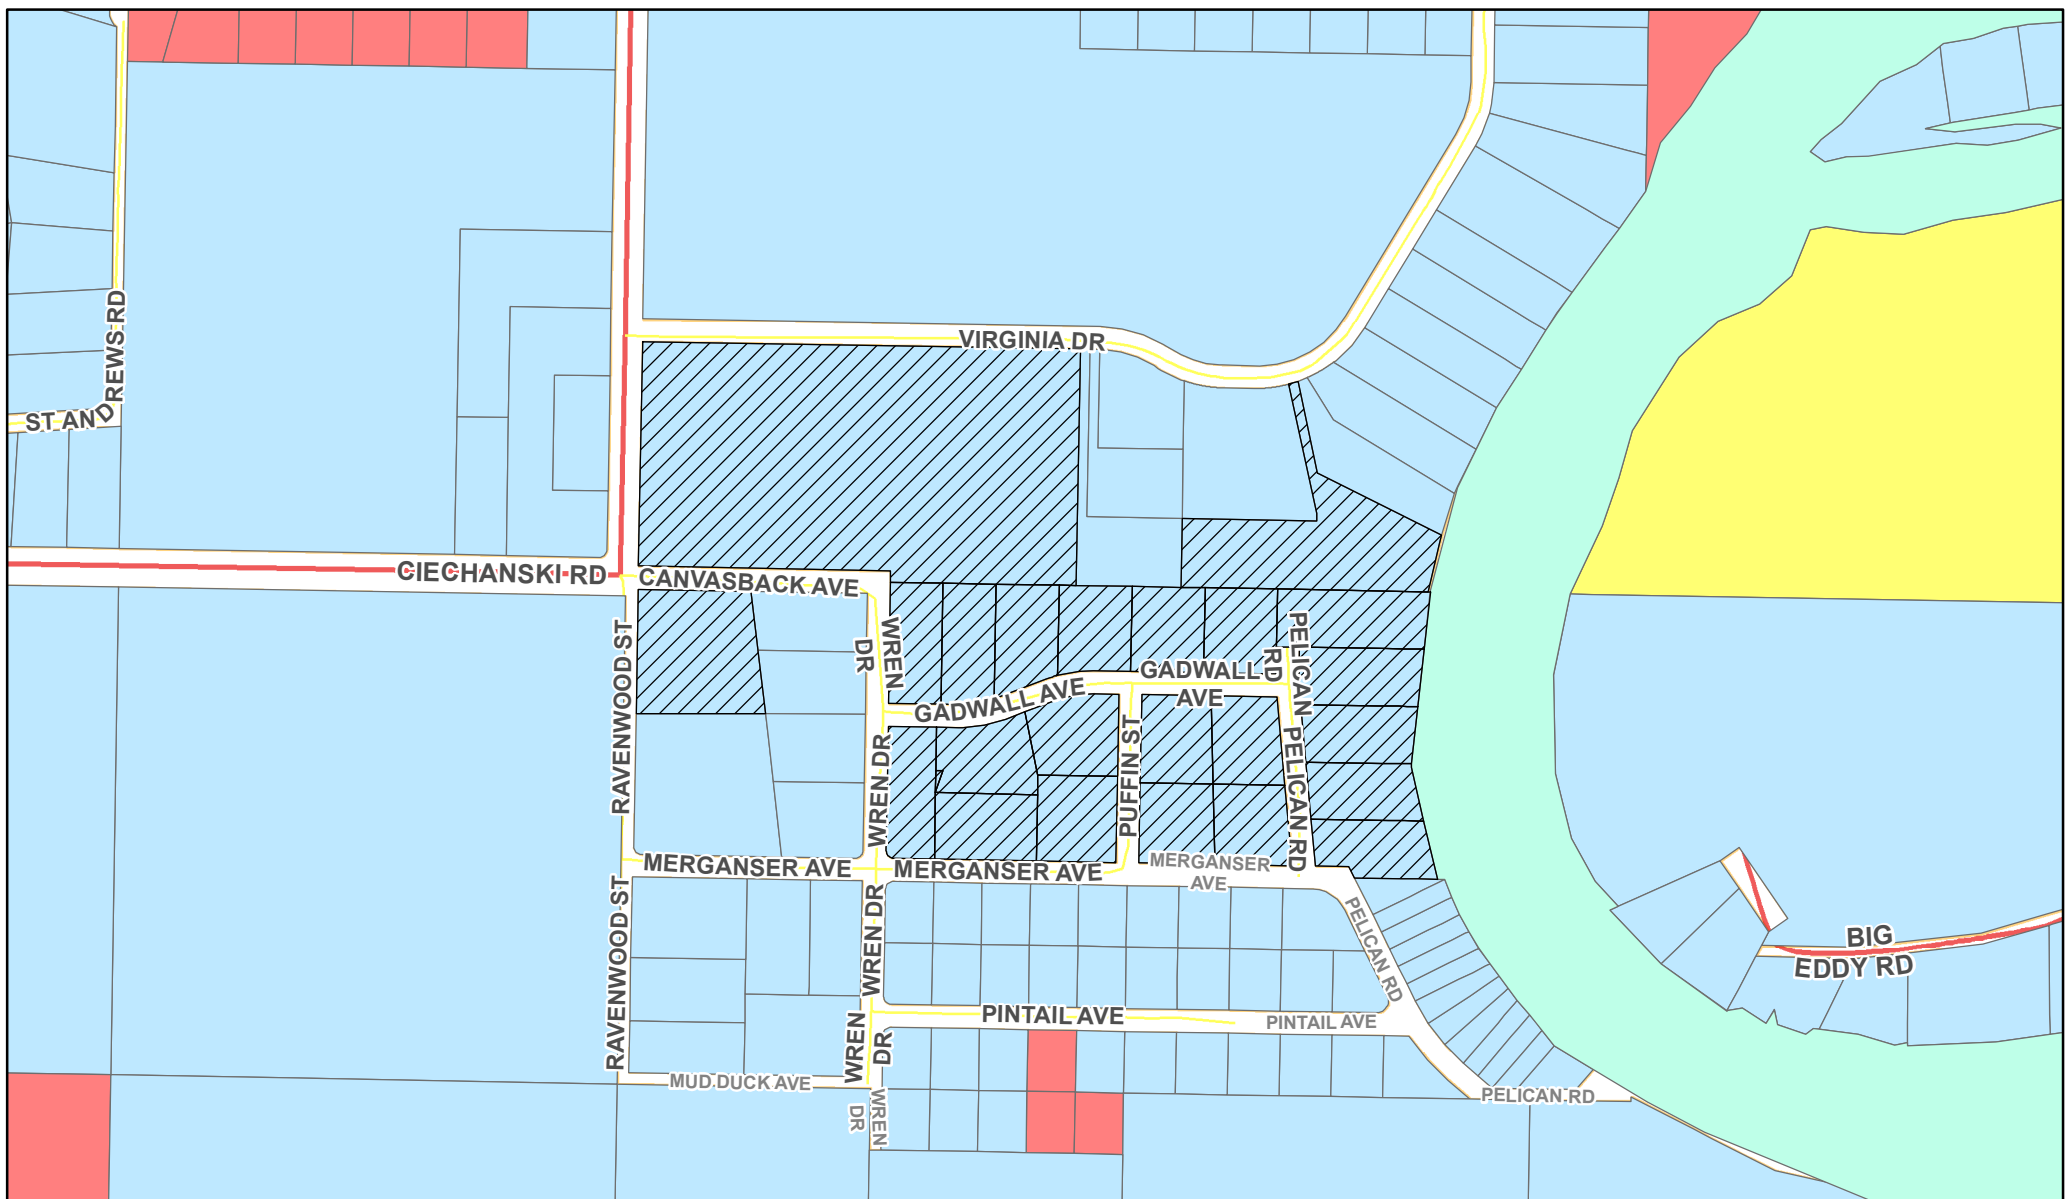 ST ANDREWS RD
VIRGINIA DR
CIECHANSKI RD
CANVASBACK AVE
WREN
DR
RAVENWOOD ST
GADWALL AVE
GADWALL
AVE
PELICAN
RD
PUFFIN ST
WREN DR
PELICAN RD
MERGANSER AVE
MERGANSER AVE
MERGANSER
AVE
RAVENWOOD ST
WREN DR
PELICAN RD
BIG
EDDY RD
PINTAIL AVE
PINTAIL AVE
WREN
DR
MUD DUCK AVE
WREN
DR
PELICAN RD